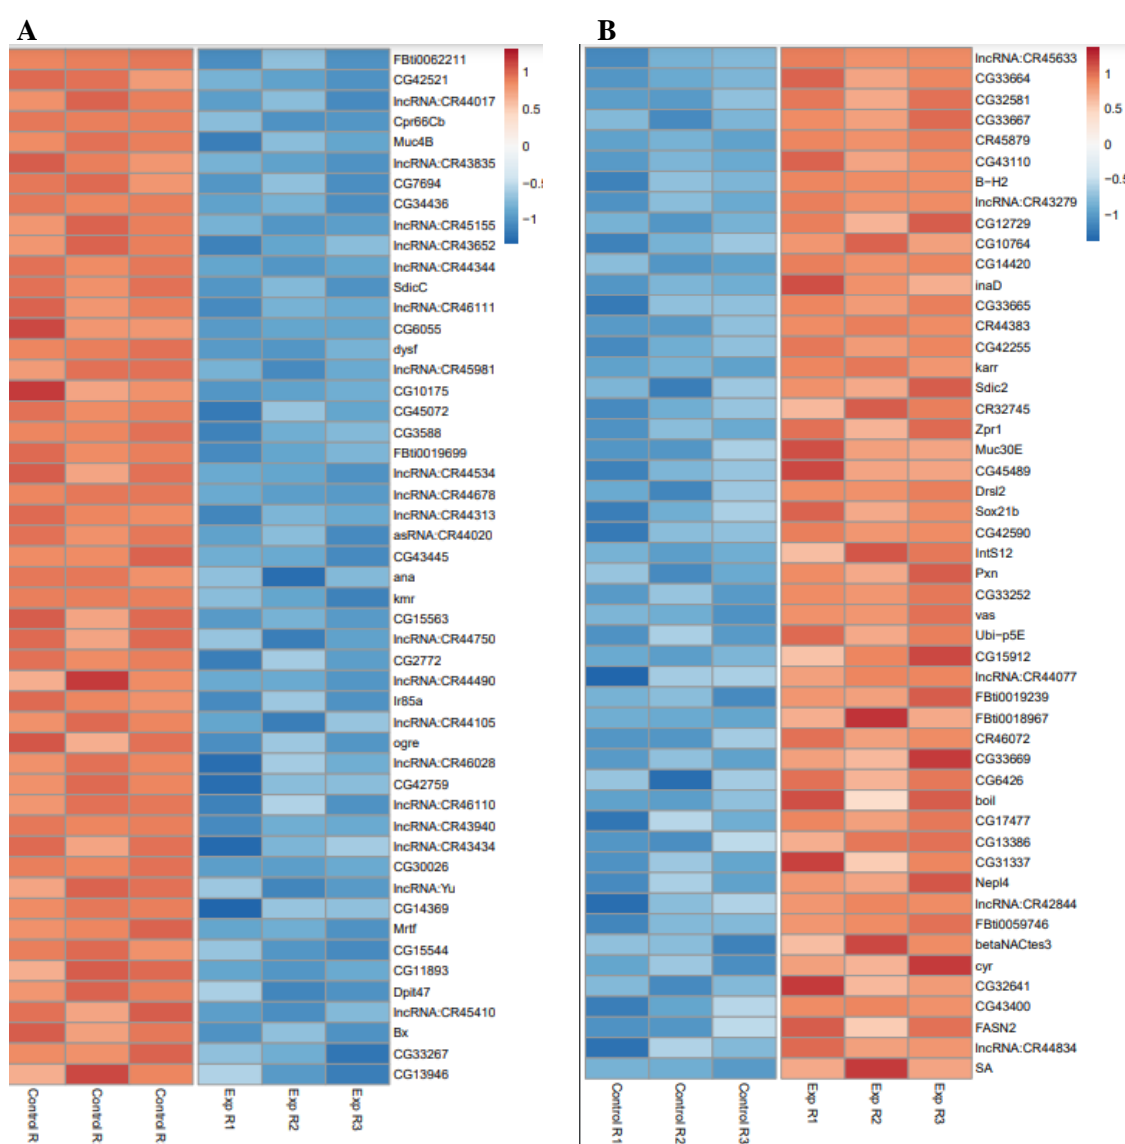 A
FBti0062211
CG42521
lncRNA:CR44017
Cpr66Cb
Muc4B
lncRNA:CR43835
CG7694
CG34436
lncRNA:CR45155
lncRNA:CR43652
lncRNA:CR44344
SdicC
lncRNA:CR46111
CG6055
dysf
lncRNA:CR45981
CG10175
CG45072
CG3588
FBti0019699
lncRNA:CR44534
lncRNA:CR44678
lncRNA:CR44313
asRNA:CR44020
CG43445
ana
kmr
CG15563
lncRNA:CR44750
CG2772
lncRNA:CR44490
Ir85a
lncRNA:CR44105
ogre
lncRNA:CR46028
CG42759
lncRNA:CR46110
lncRNA:CR43940
lncRNA:CR43434
CG30026
lncRNA:Yu
CG14369
Mrtf
CG15544
CG11893
Dpit47
lncRNA:CR45410
Bx
CG33267
CG13946
1
0.5
0
−0.5
−1
Control R
Control R
Control R
Exp R1
Exp R2
Exp R3
B
lncRNA:CR45633
CG33664
CG32581
CG33667
CR45879
CG43110
B−H2
lncRNA:CR43279
CG12729
CG10764
CG14420
inaD
CG33665
CR44383
CG42255
karr
Sdic2
CR32745
Zpr1
Muc30E
CG45489
Drsl2
Sox21b
CG42590
IntS12
Pxn
CG33252
vas
Ubi−p5E
CG15912
lncRNA:CR44077
FBti0019239
FBti0018967
CR46072
CG33669
CG6426
boil
CG17477
CG13386
CG31337
Nepl4
lncRNA:CR42844
FBti0059746
betaNACtes3
cyr
CG32641
CG43400
FASN2
lncRNA:CR44834
SA
1
0.5
0
−0.5
−1
Control R1
Control R2
Control R3
Exp R1
Exp R2
Exp R3